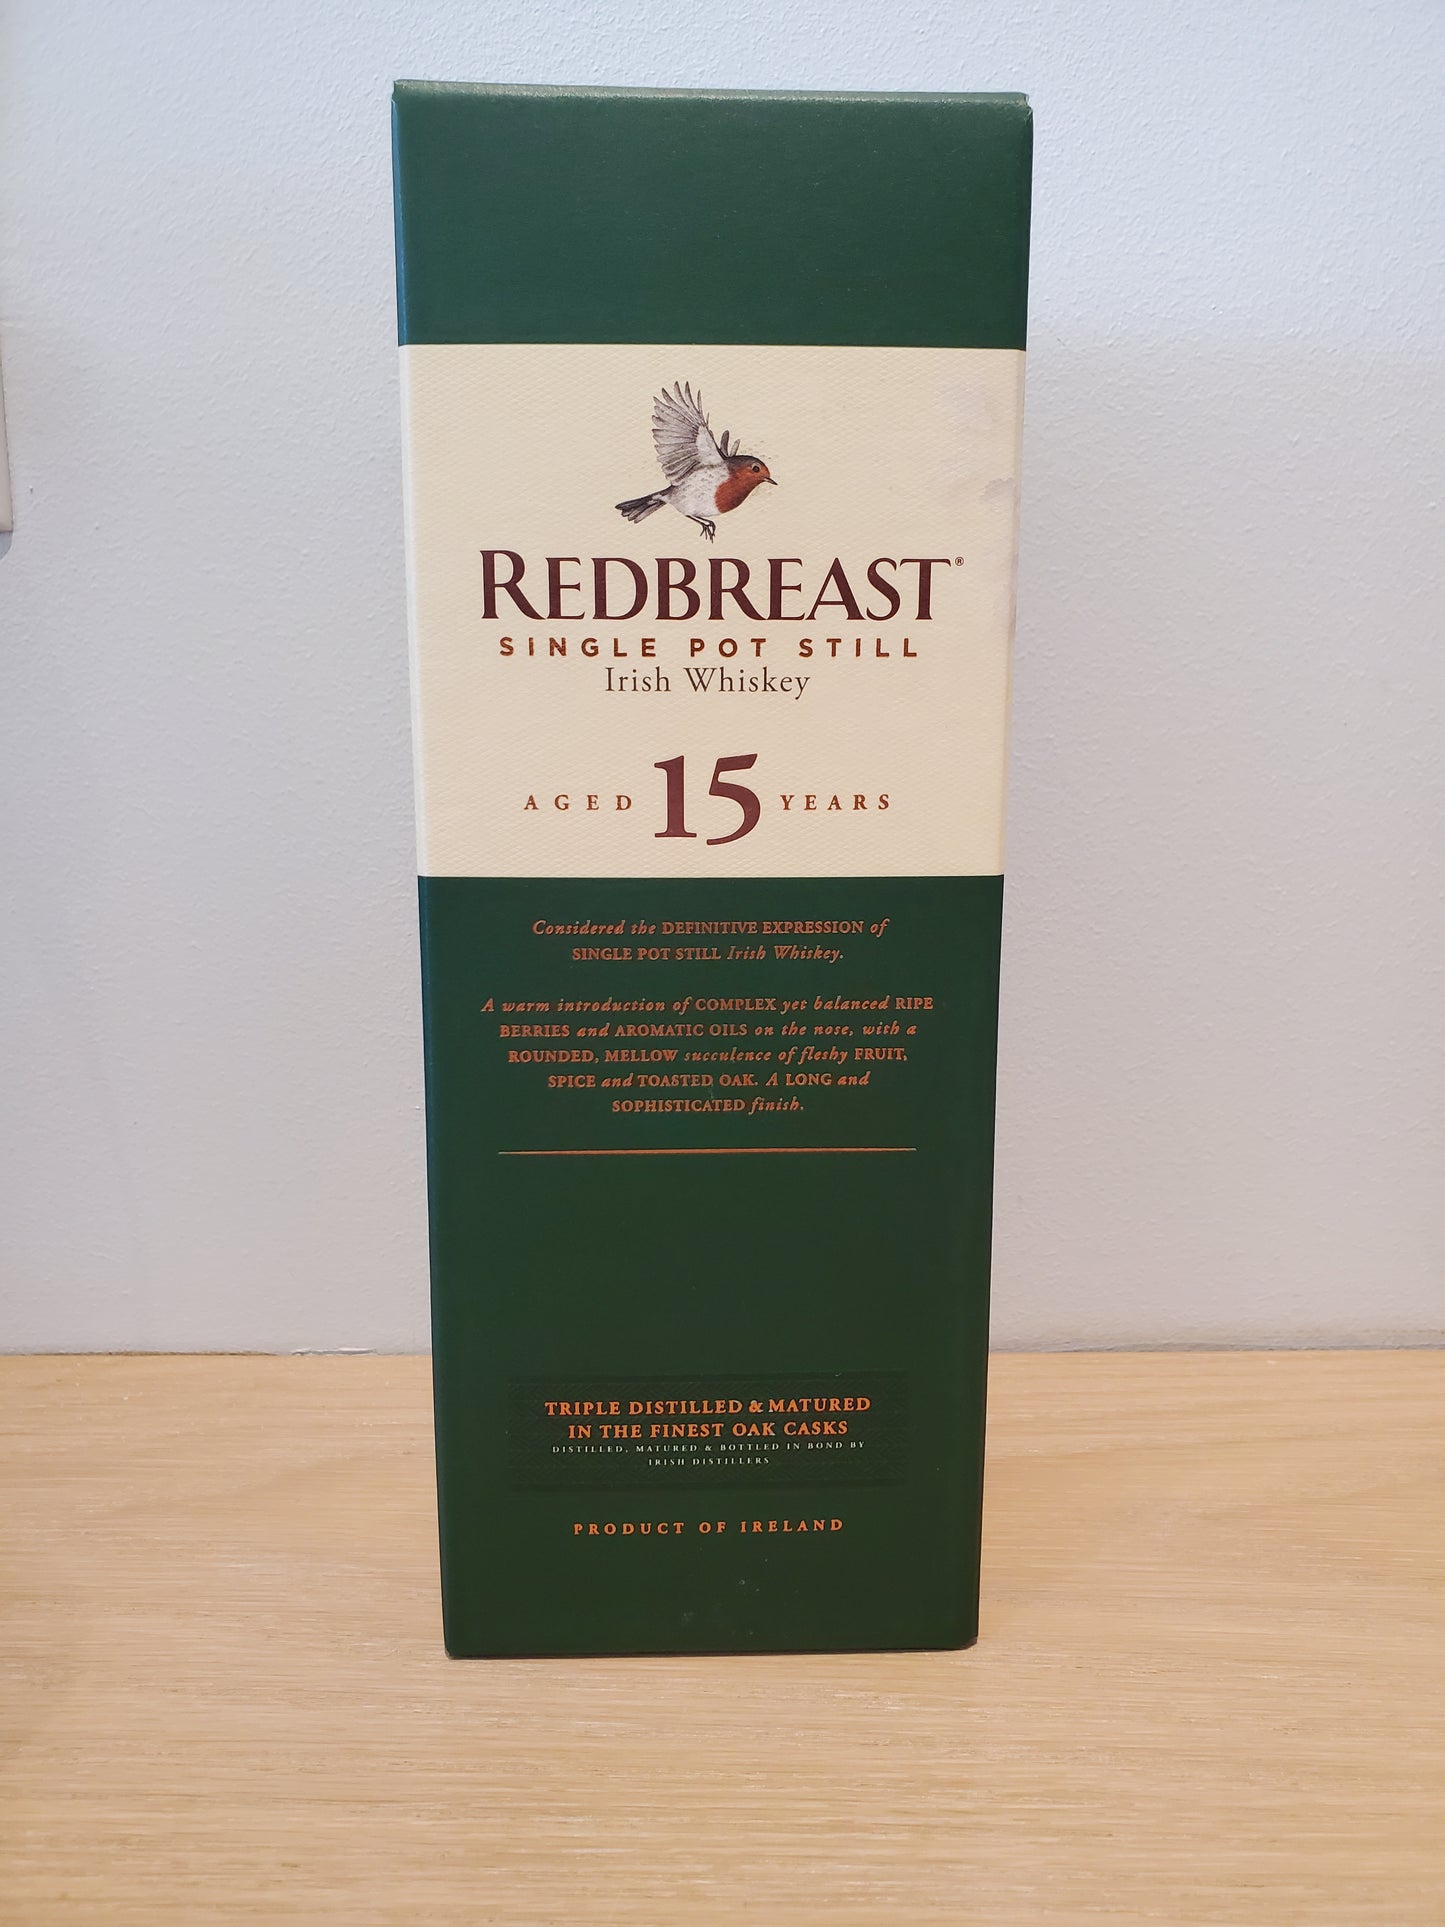 REDBREAST®
SINGLE POT STILL
Irish Whiskey
AGED 15 YEARS
Considered the DEFINITIVE EXPRESSION of
SINGLE POT STILL Irish Whiskey.
A warm introduction of COMPLEX yet balanced RIPE
BERRIES and AROMATIC OILS on the nose, with a
ROUNDED, MELLOW succulence of fleshy FRUIT,
SPICE and TOASTED OAK. A LONG and
SOPHISTICATED finish.
TRIPLE DISTILLED & MATURED
IN THE FINEST OAK CASKS
DISTILLED, MATURED & BOTTLED IN BOND BY
IRISH DISTILLERS
PRODUCT OF IRELAND